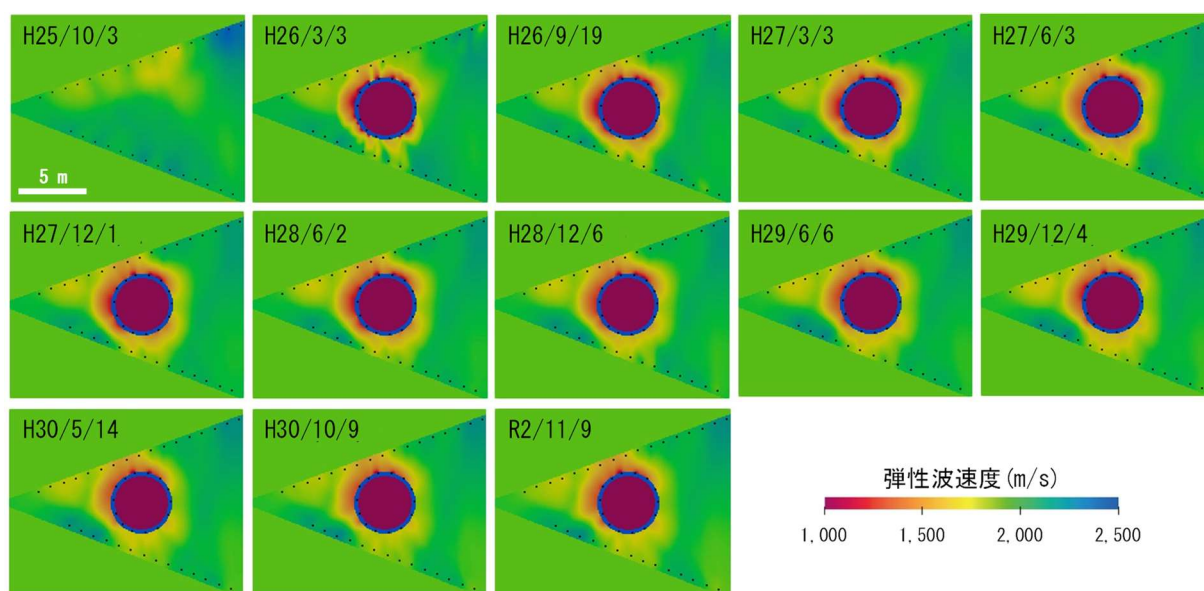 H25/10/3
H26/3/3
H26/9/19
H27/3/3
H27/6/3
5 m
H27/12/1
H28/6/2
H28/12/6
H29/6/6
H29/12/4
H30/5/14
H30/10/9
R2/11/9
弾性波速度(m/s)
1,000 1,500 2,000 2,500